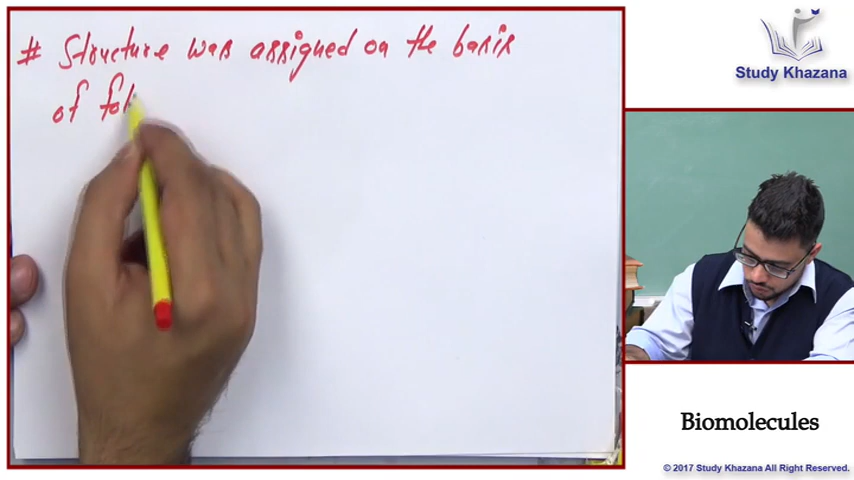 # Structure was assigned on the basis
of fol
Study Khazana
Biomolecules
© 2017 Study Khazana All Right Reserved.